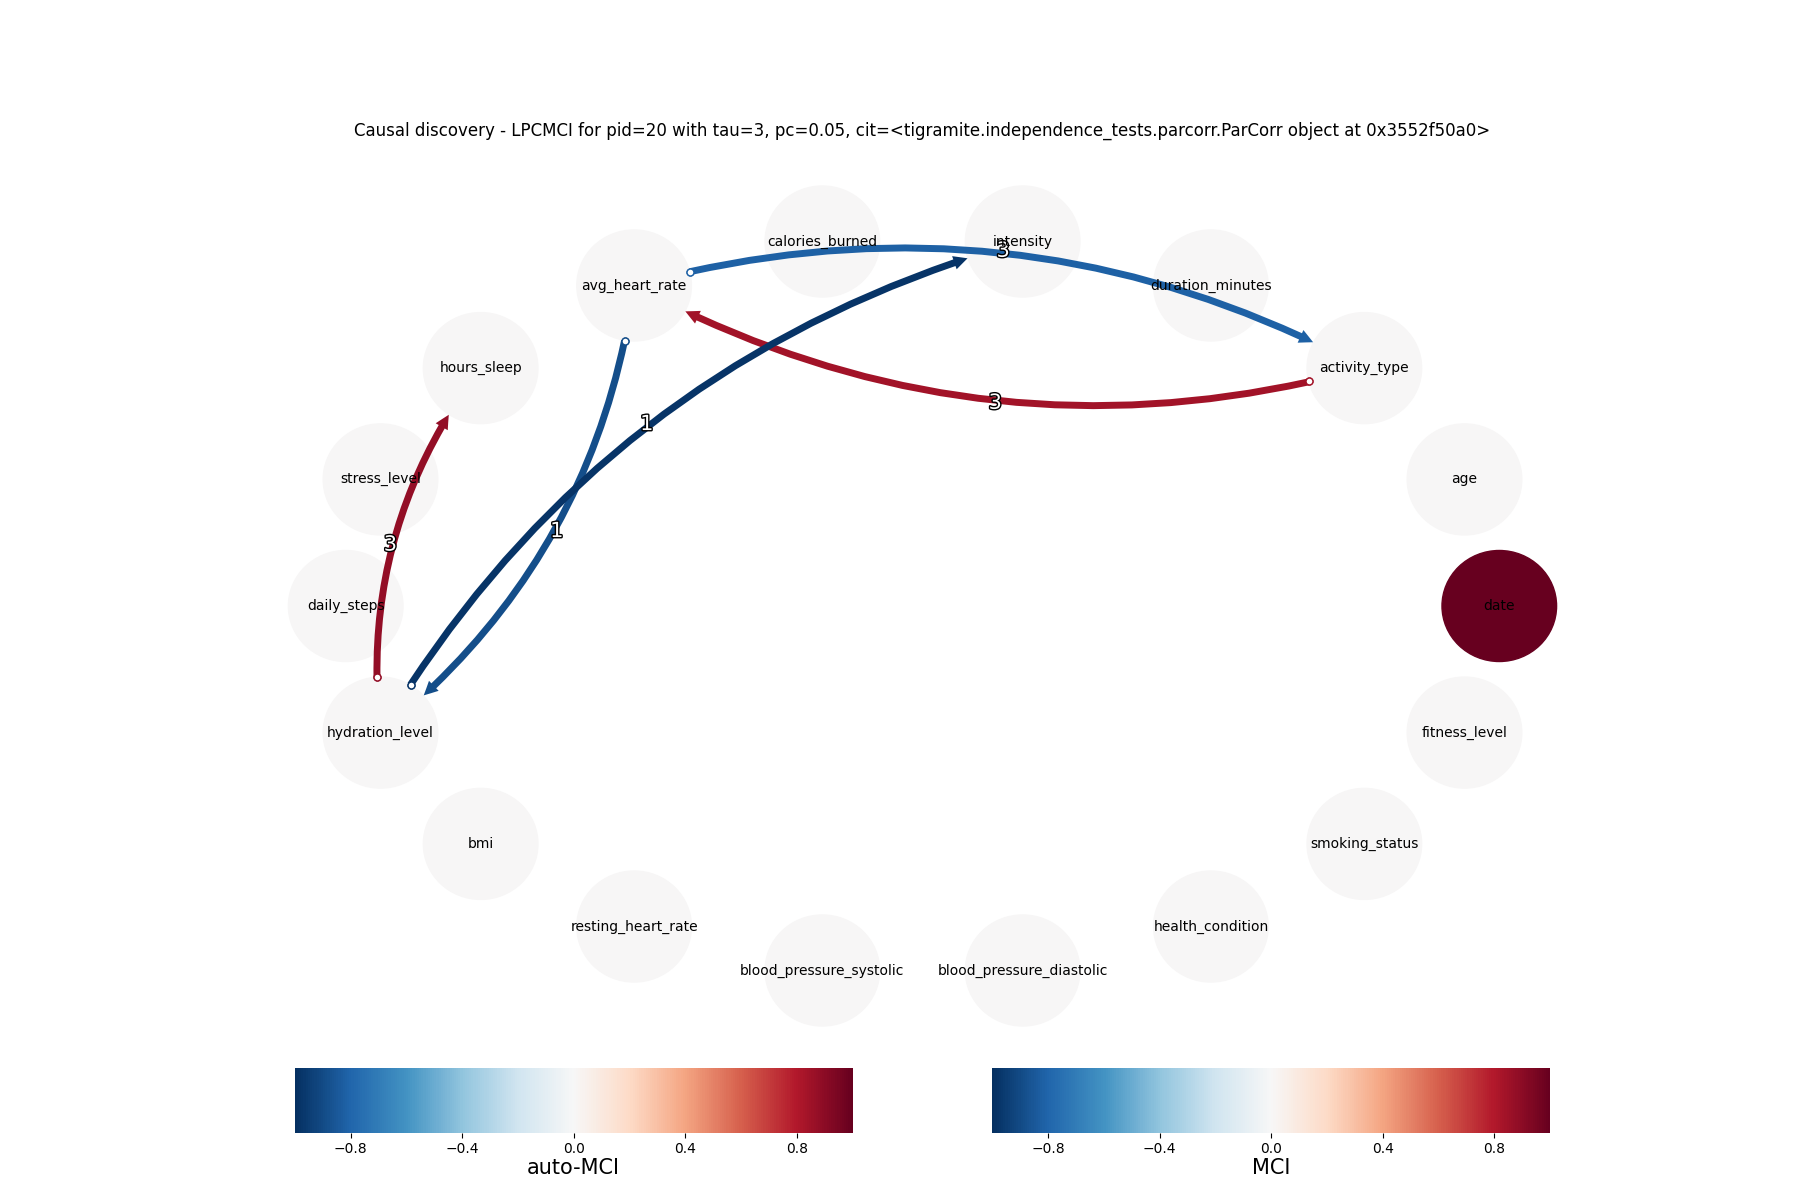 Causal discovery - LPCMCI for pid=20 with tau=3, pc=0.05, cit=<tigramite.independence_tests.parcorr.ParCorr object at 0x3552f50a0>
calories_burned
intensity
3
avg_heart_rate
duration_minutes
hours_sleep
activity_type
3
1
stress_level
age
1
3
daily_steps
date
hydration_level
fitness_level
bmi
smoking_status
resting_heart_rate
health_condition
blood_pressure_systolic
blood_pressure_diastolic
−0.8 −0.4 0.0 0.4 0.8
auto-MCI
−0.8 −0.4 0.0 0.4 0.8
MCI